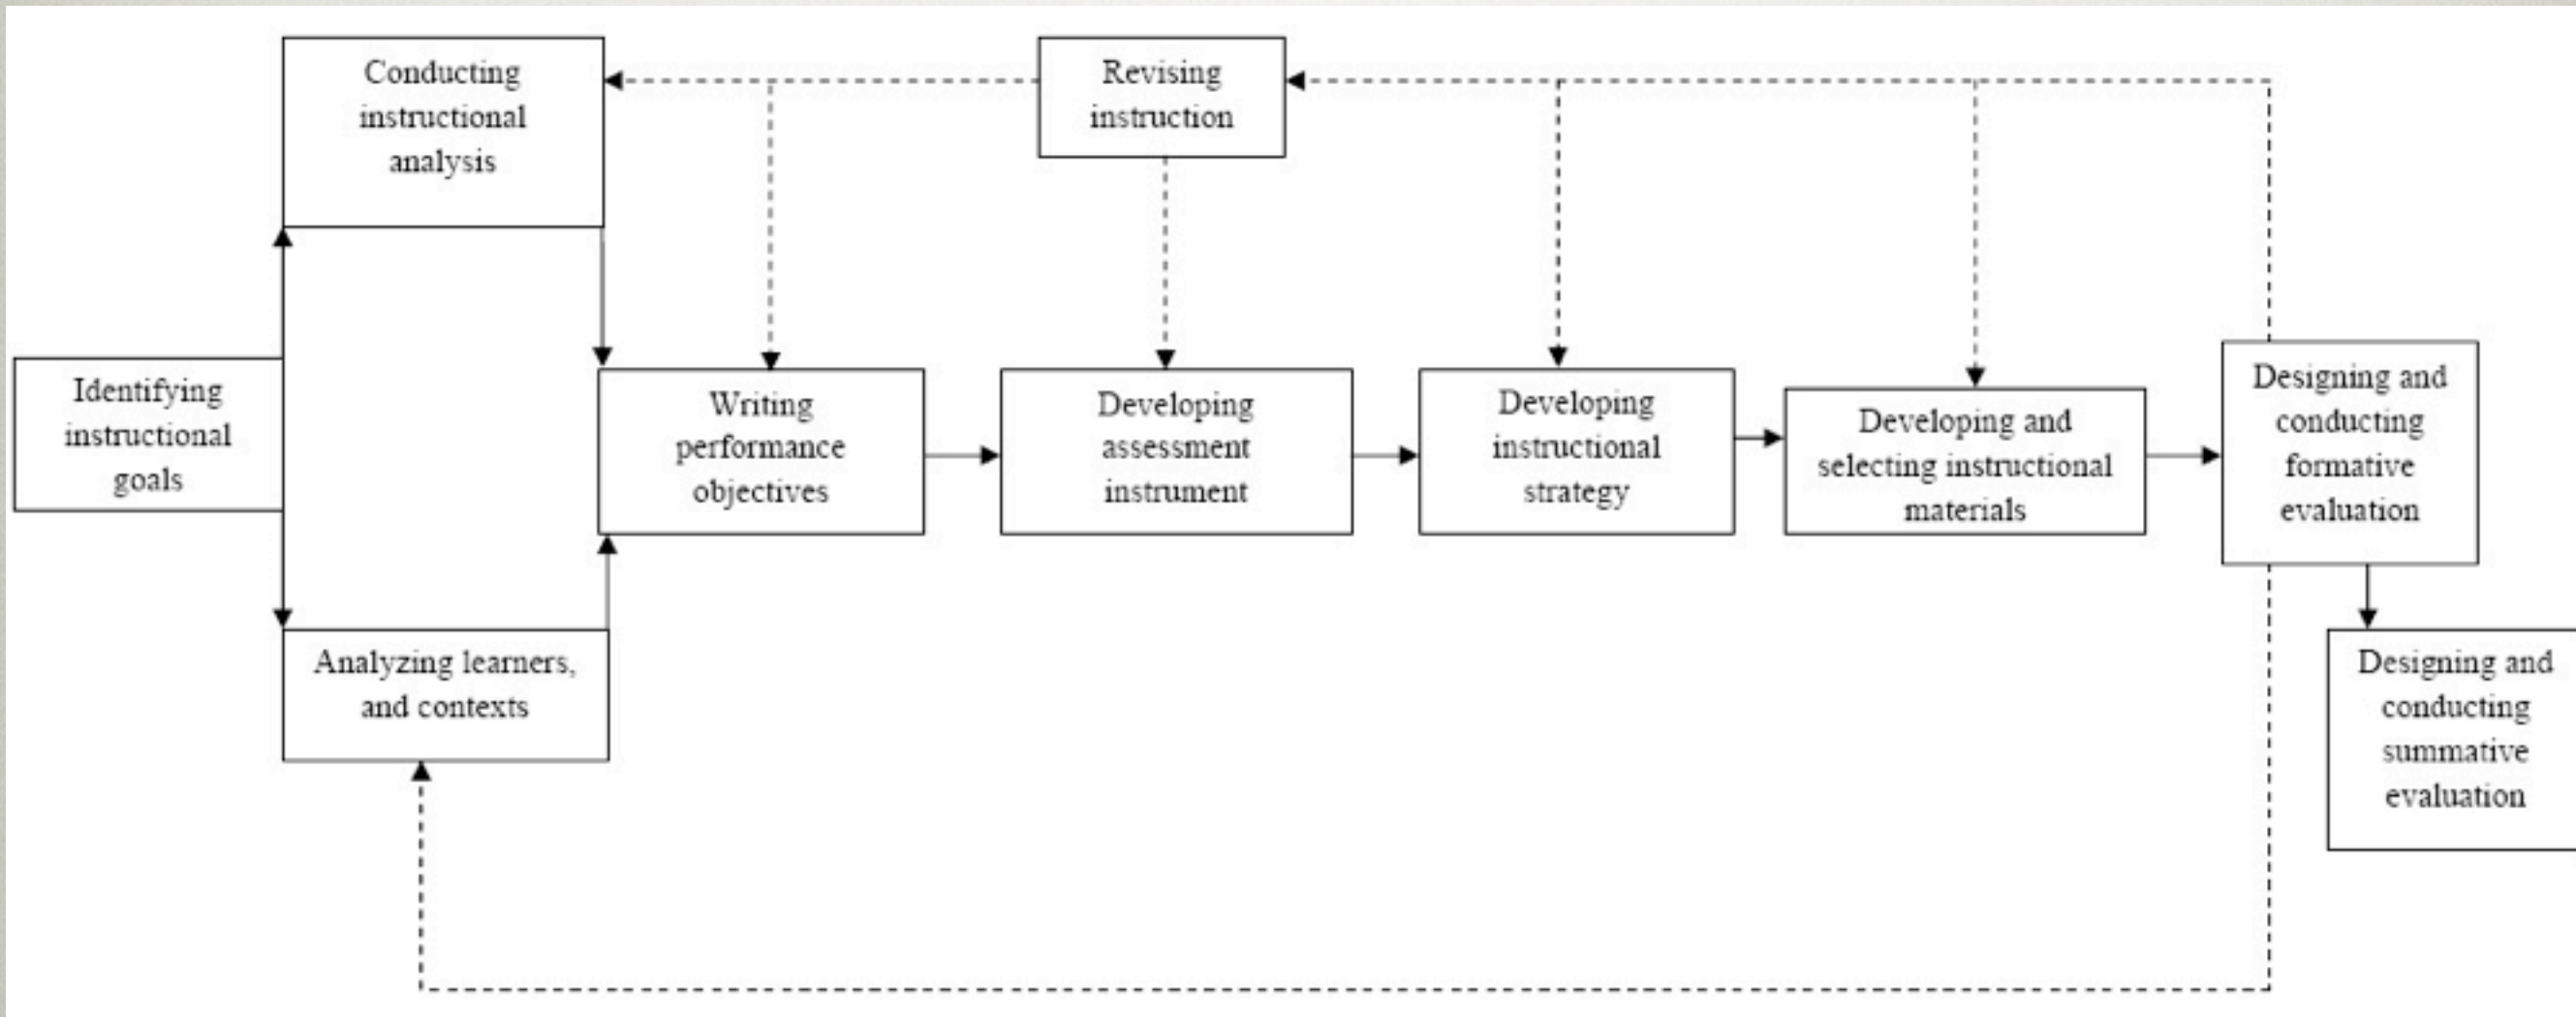 Conducting
instructional
analysis
Revising
instruction
Identifying
instructional
goals
Writing
performance
objectives
Developing
assessment
instrument
Developing
instructional
strategy
Developing and
selecting instructional
materials
Designing and
conducting
formative
evaluation
Analyzing learners,
and contexts
Designing and
conducting
summative
evaluation